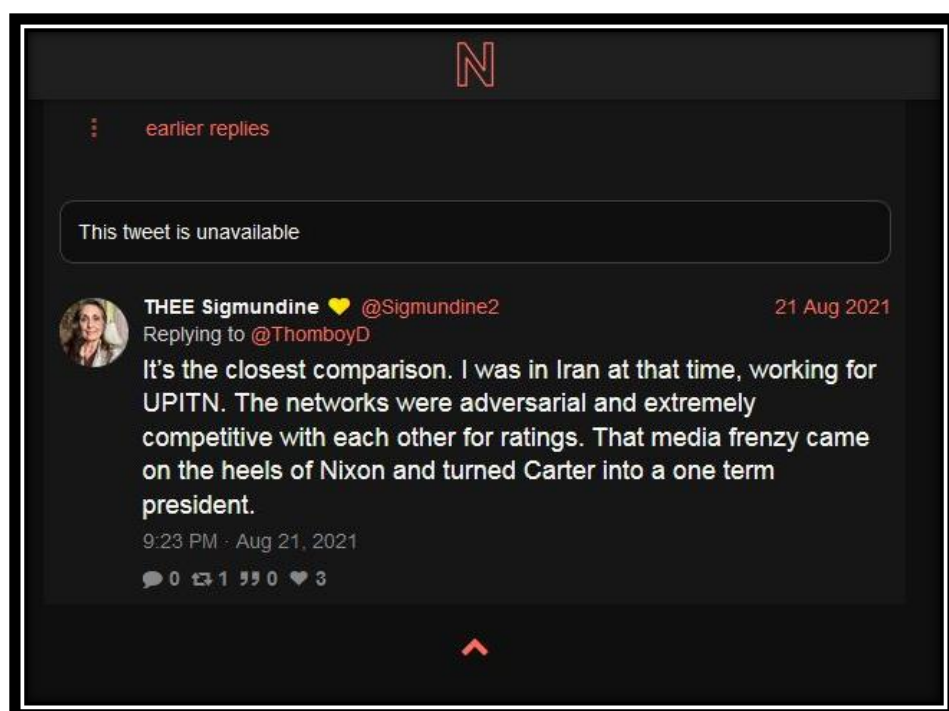 N
earlier replies
This tweet is unavailable
THEE Sigmundine 💛 @Sigmundine2 21 Aug 2021
Replying to @ThomboyD
It’s the closest comparison. I was in Iran at that time, working for
UPITN. The networks were adversarial and extremely
competitive with each other for ratings. That media frenzy came
on the heels of Nixon and turned Carter into a one term
president.
9:23 PM · Aug 21, 2021
0 1 0 3